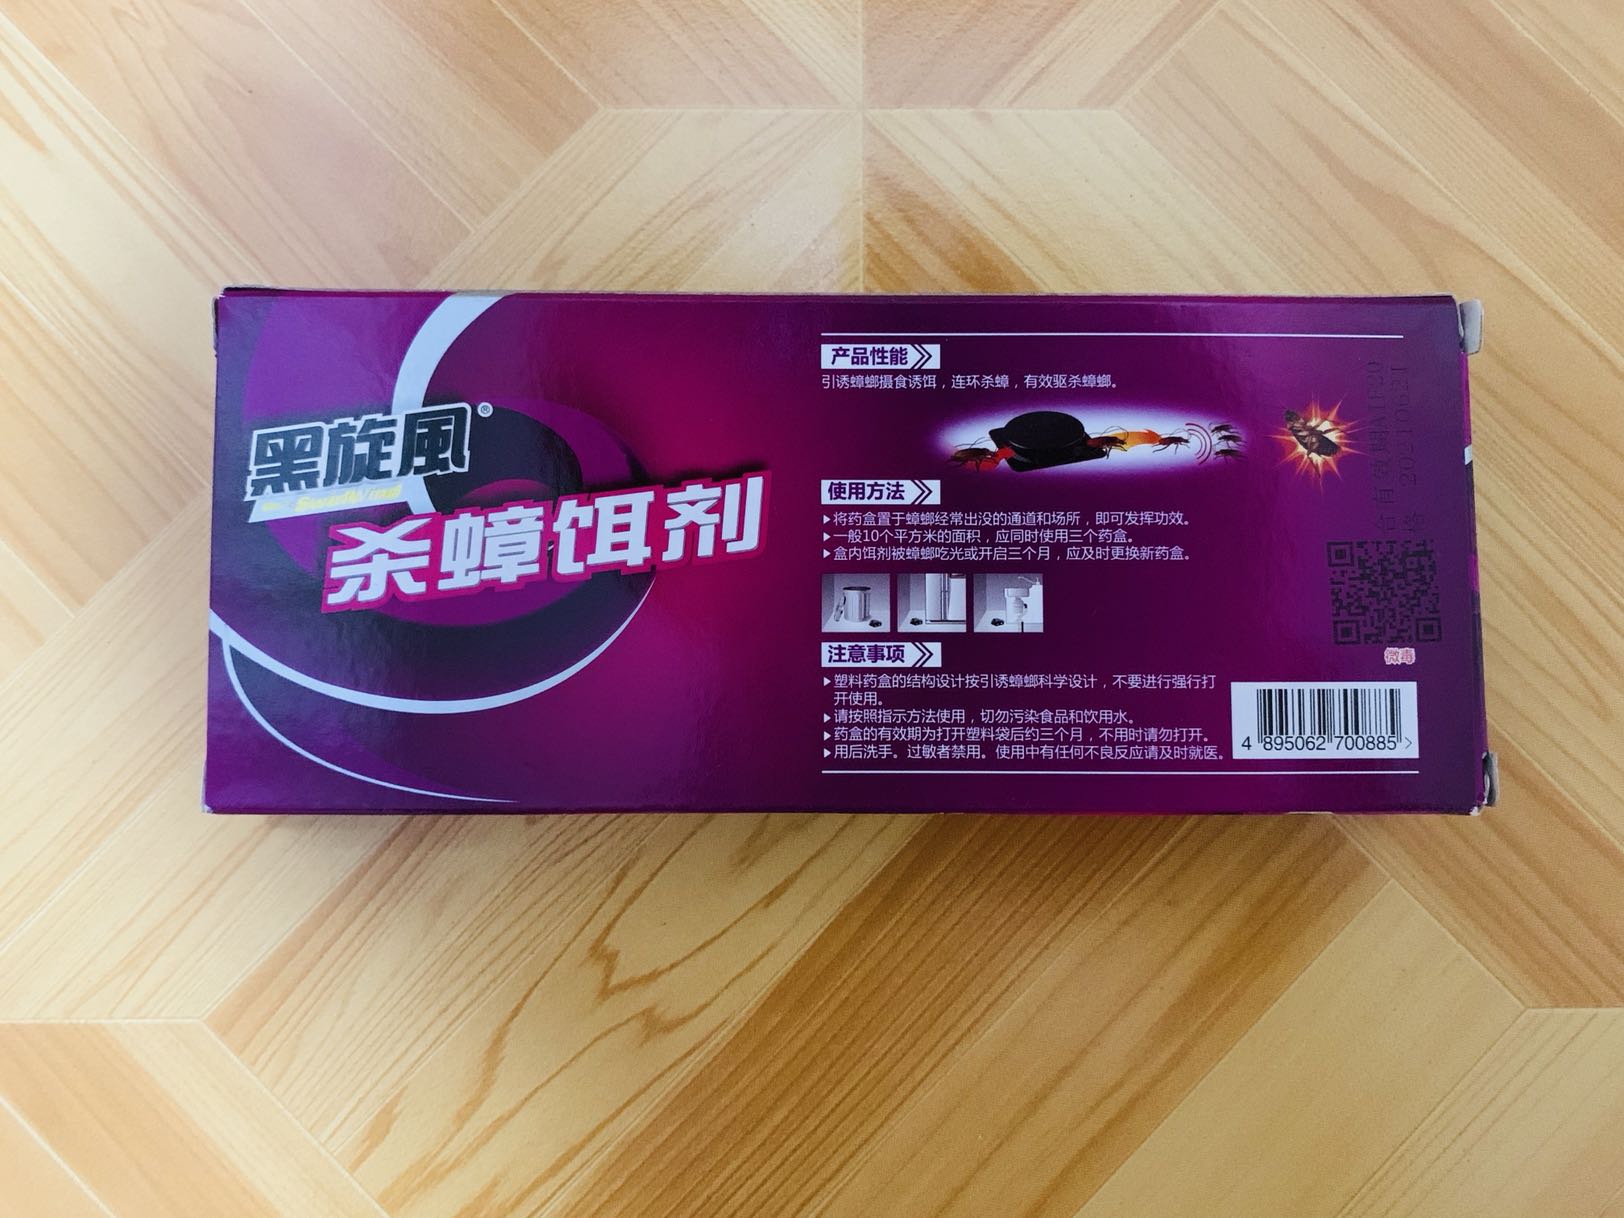 黑旋風®
杀蟑饵剂
产品性能
引诱蟑螂摄食诱饵，连环杀蟑，有效驱杀蟑螂。
使用方法
▶将药盒置于蟑螂经常出没的通道和场所，即可发挥功效。
▶一般10个平方米的面积，应同时使用三个药盒。
▶盒内饵剂被蟑螂吃光或开启三个月，应及时更换新药盒。
注意事项
▶塑料药盒的结构设计按引诱蟑螂科学设计，不要进行强行打
开使用。
▶请按照指示方法使用，切勿污染食品和饮用水。
▶药盒的有效期为打开塑料袋后约三个月，不用时请勿打开。
▶用后洗手。过敏者禁用。使用中有任何不良反应请及时就医。
微毒
4 895062 700885 >